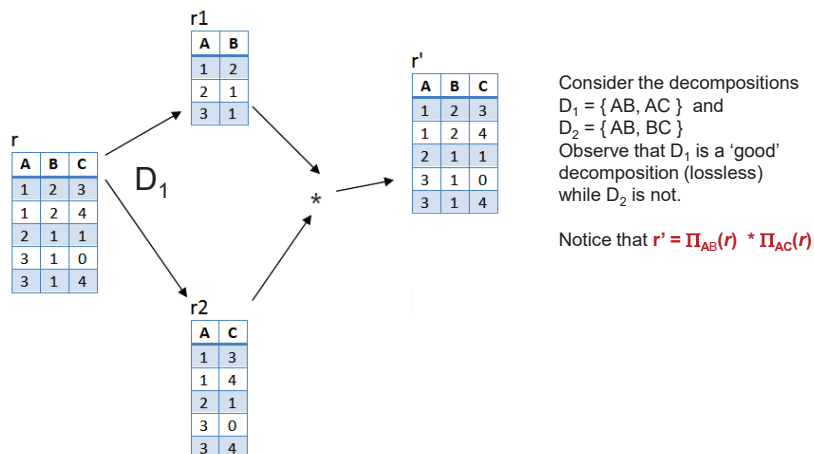 r1
A B
1 2
2 1
3 1
r
A B C
1 2 3
1 2 4
2 1 1
3 1 0
3 1 4
D₁
*
r2
A C
1 3
1 4
2 1
3 0
3 4
r'
A B C
1 2 3
1 2 4
2 1 1
3 1 0
3 1 4
Consider the decompositions
D₁ = { AB, AC } and
D₂ = { AB, BC }
Observe that D₁ is a ‘good’
decomposition (lossless)
while D₂ is not.
Notice that r’ = Π_AB(r) * Π_AC(r)